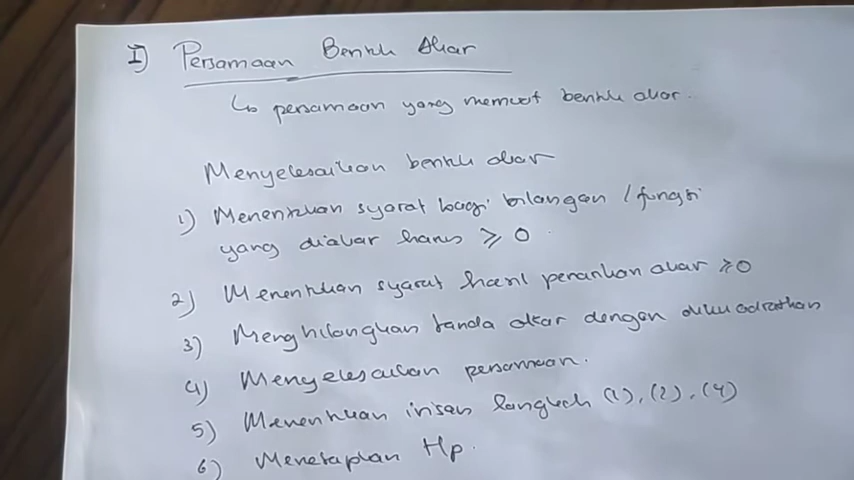 I) Persamaan Bentuk Akar
↳ persamaan yang memuat bentuk akar.
Menyelesaikan bentuk akar
1) Menentukan syarat bagi bilangan / fungsi
yang diakar harus ≥ 0.
2) Menentukan syarat hasil penarikan akar ≥ 0
3) Menghilangkan tanda akar dengan dikuadratkan
4) Menyelesaikan persamaan.
5) Menentukan irisan langkah (1), (2), (4)
6) Menetapkan Hp.